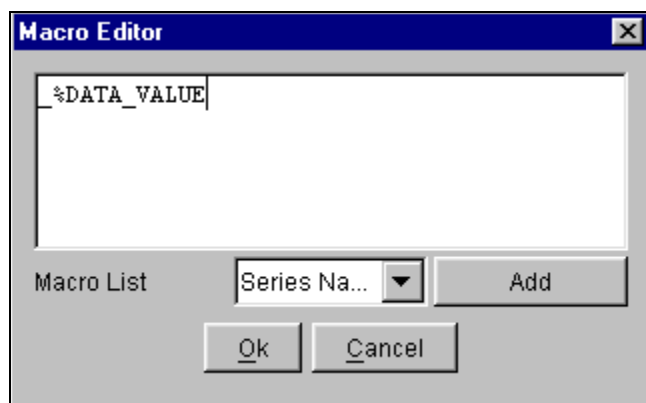 Macro Editor
_%DATA_VALUE
Macro List Series Na... Add
Ok Cancel